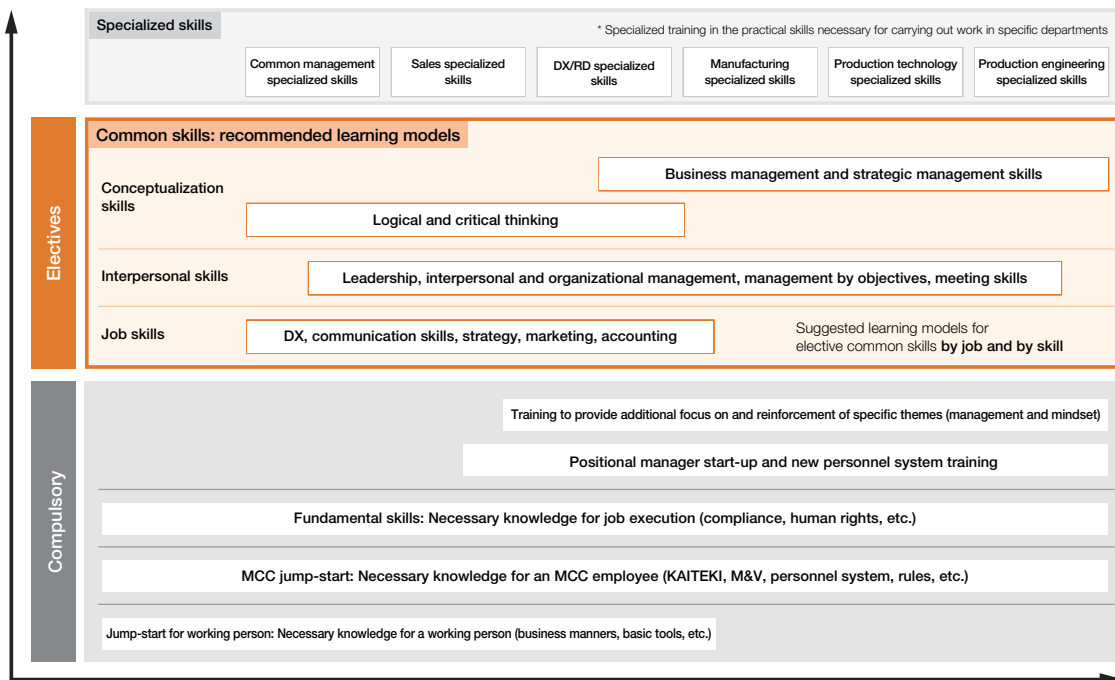 Specialized skills
* Specialized training in the practical skills necessary for carrying out work in specific departments
Common management
specialized skills
Sales specialized
skills
DX/RD specialized
skills
Manufacturing
specialized skills
Production technology
specialized skills
Production engineering
specialized skills
Electives
Common skills: recommended learning models
Conceptualization
skills
Business management and strategic management skills
Logical and critical thinking
Interpersonal skills
Leadership, interpersonal and organizational management, management by objectives, meeting skills
Job skills
DX, communication skills, strategy, marketing, accounting
Suggested learning models for
elective common skills by job and by skill
Compulsory
Training to provide additional focus on and reinforcement of specific themes (management and mindset)
Positional manager start-up and new personnel system training
Fundamental skills: Necessary knowledge for job execution (compliance, human rights, etc.)
MCC jump-start: Necessary knowledge for an MCC employee (KAITEKI, M&V, personnel system, rules, etc.)
Jump-start for working person: Necessary knowledge for a working person (business manners, basic tools, etc.)